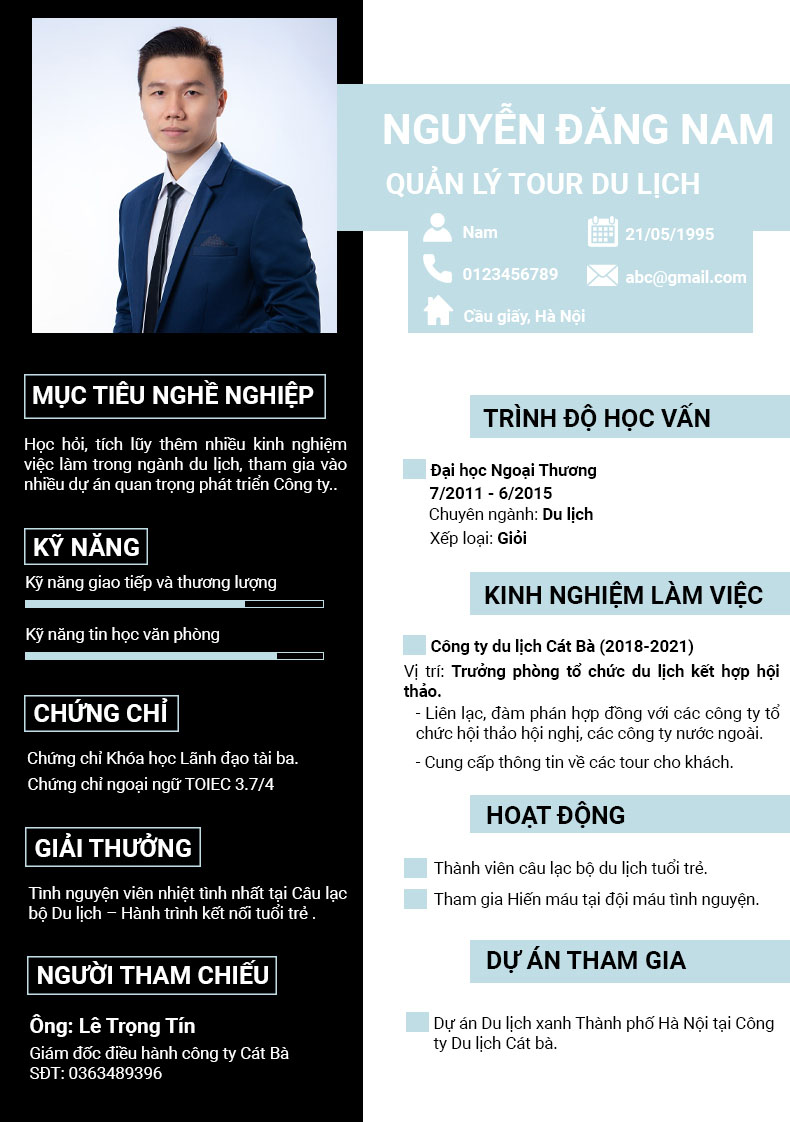 NGUYỄN ĐĂNG NAM
QUẢN LÝ TOUR DU LỊCH
Nam
21/05/1995
0123456789
abc@gmail.com
Cầu giấy, Hà Nội
MỤC TIÊU NGHỀ NGHIỆP
Học hỏi, tích lũy thêm nhiều kinh nghiệm
việc làm trong ngành du lịch, tham gia vào
nhiều dự án quan trọng phát triển Công ty..
KỸ NĂNG
Kỹ năng giao tiếp và thương lượng
Kỹ năng tin học văn phòng
CHỨNG CHỈ
Chứng chỉ Khóa học Lãnh đạo tài ba.
Chứng chỉ ngoại ngữ TOIEC 3.7/4
GIẢI THƯỞNG
Tình nguyện viên nhiệt tình nhất tại Câu lạc
bộ Du lịch – Hành trình kết nối tuổi trẻ .
NGƯỜI THAM CHIẾU
Ông: Lê Trọng Tín
Giám đốc điều hành công ty Cát Bà
SĐT: 0363489396
TRÌNH ĐỘ HỌC VẤN
Đại học Ngoại Thương
7/2011 - 6/2015
Chuyên ngành: Du lịch
Xếp loại: Giỏi
KINH NGHIỆM LÀM VIỆC
Công ty du lịch Cát Bà (2018-2021)
Vị trí: Trưởng phòng tổ chức du lịch kết hợp hội
thảo.
- Liên lạc, đàm phán hợp đồng với các công ty tổ
chức hội thảo hội nghị, các công ty nước ngoài.
- Cung cấp thông tin về các tour cho khách.
HOẠT ĐỘNG
Thành viên câu lạc bộ du lịch tuổi trẻ.
Tham gia Hiến máu tại đội máu tình nguyện.
DỰ ÁN THAM GIA
Dự án Du lịch xanh Thành phố Hà Nội tại Công
ty Du lịch Cát bà.